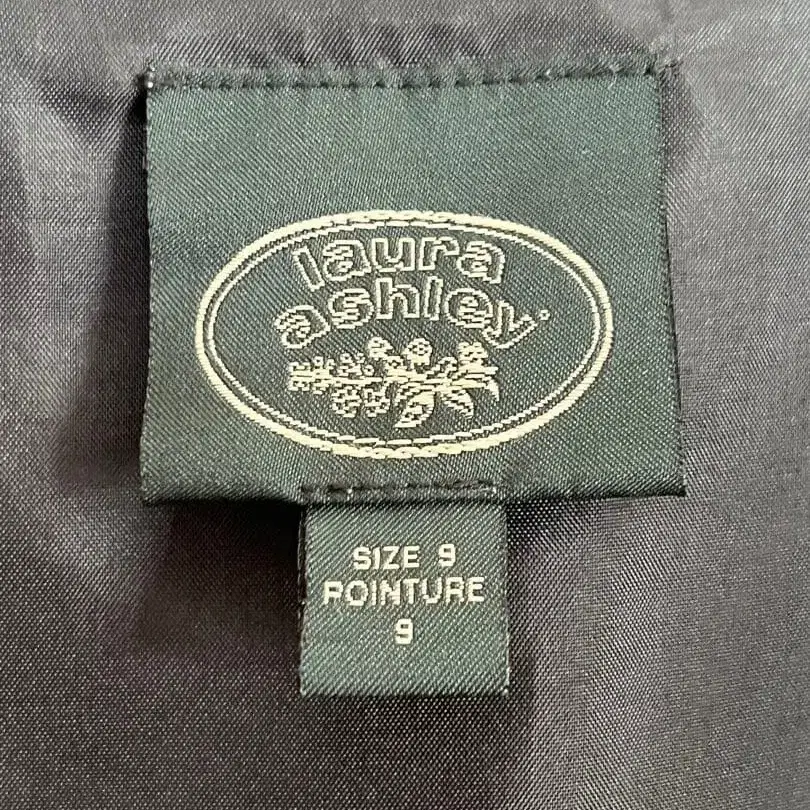 laura
ashley
SIZE 9
POINTURE
9